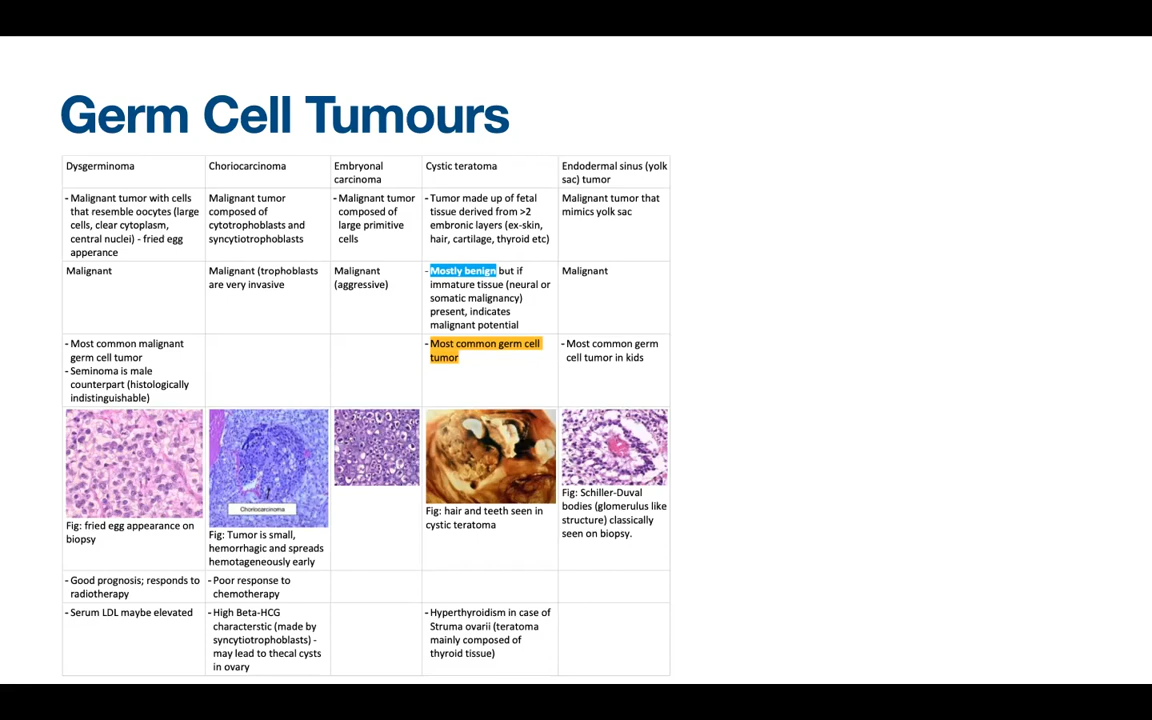 Germ Cell Tumours
Dysgerminoma
Choriocarcinoma
Embryonal
carcinoma
Cystic teratoma
Endodermal sinus (yolk
sac) tumor
- Malignant tumor with cells
that resemble oocytes (large
cells, clear cytoplasm,
central nuclei) - fried egg
apperance
Malignant tumor
composed of
cytotrophoblasts and
syncytiotrophoblasts
- Malignant tumor
composed of
large primitive
cells
- Tumor made up of fetal
tissue derived from >2
embronic layers (ex-skin,
hair, cartilage, thyroid etc)
Malignant tumor that
mimics yolk sac
Malignant
Malignant (trophoblasts
are very invasive
Malignant
(aggressive)
- Mostly benign but if
immature tissue (neural or
somatic malignancy)
present, indicates
malignant potential
Malignant
- Most common malignant
germ cell tumor
- Seminoma is male
counterpart (histologically
indistinguishable)
- Most common germ cell
tumor
- Most common germ
cell tumor in kids
Fig: fried egg appearance on
biopsy
Choriocarcinoma
Fig: Tumor is small,
hemorrhagic and spreads
hemotageneously early
Fig: hair and teeth seen in
cystic teratoma
Fig: Schiller-Duval
bodies (glomerulus like
structure) classically
seen on biopsy.
- Good prognosis; responds to
radiotherapy
- Poor response to
chemotherapy
- Serum LDL maybe elevated
- High Beta-HCG
characterstic (made by
syncytiotrophoblasts) -
may lead to thecal cysts
in ovary
- Hyperthyroidism in case of
Struma ovarii (teratoma
mainly composed of
thyroid tissue)